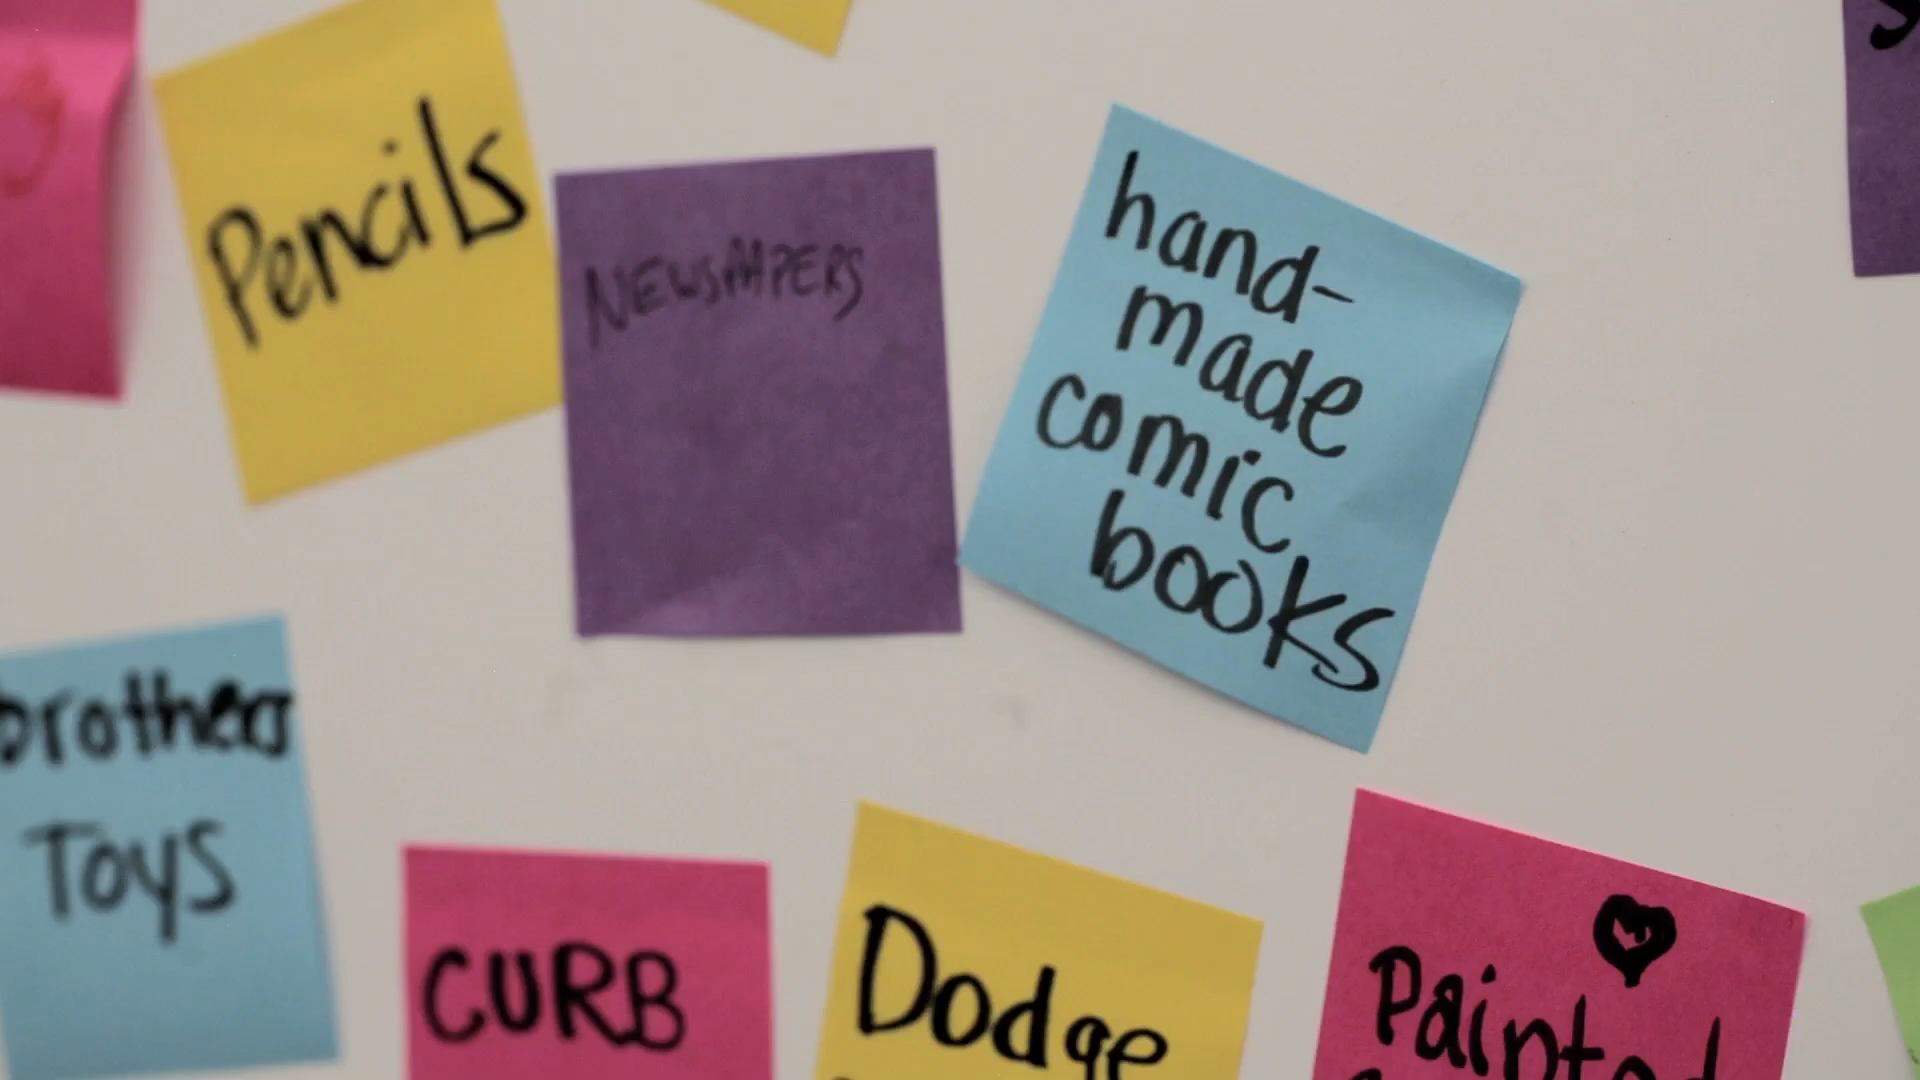 Pencils
NEWSPAPERS
hand-
made
comic
books
brothers
Toys
CURB
Dodge
Painted